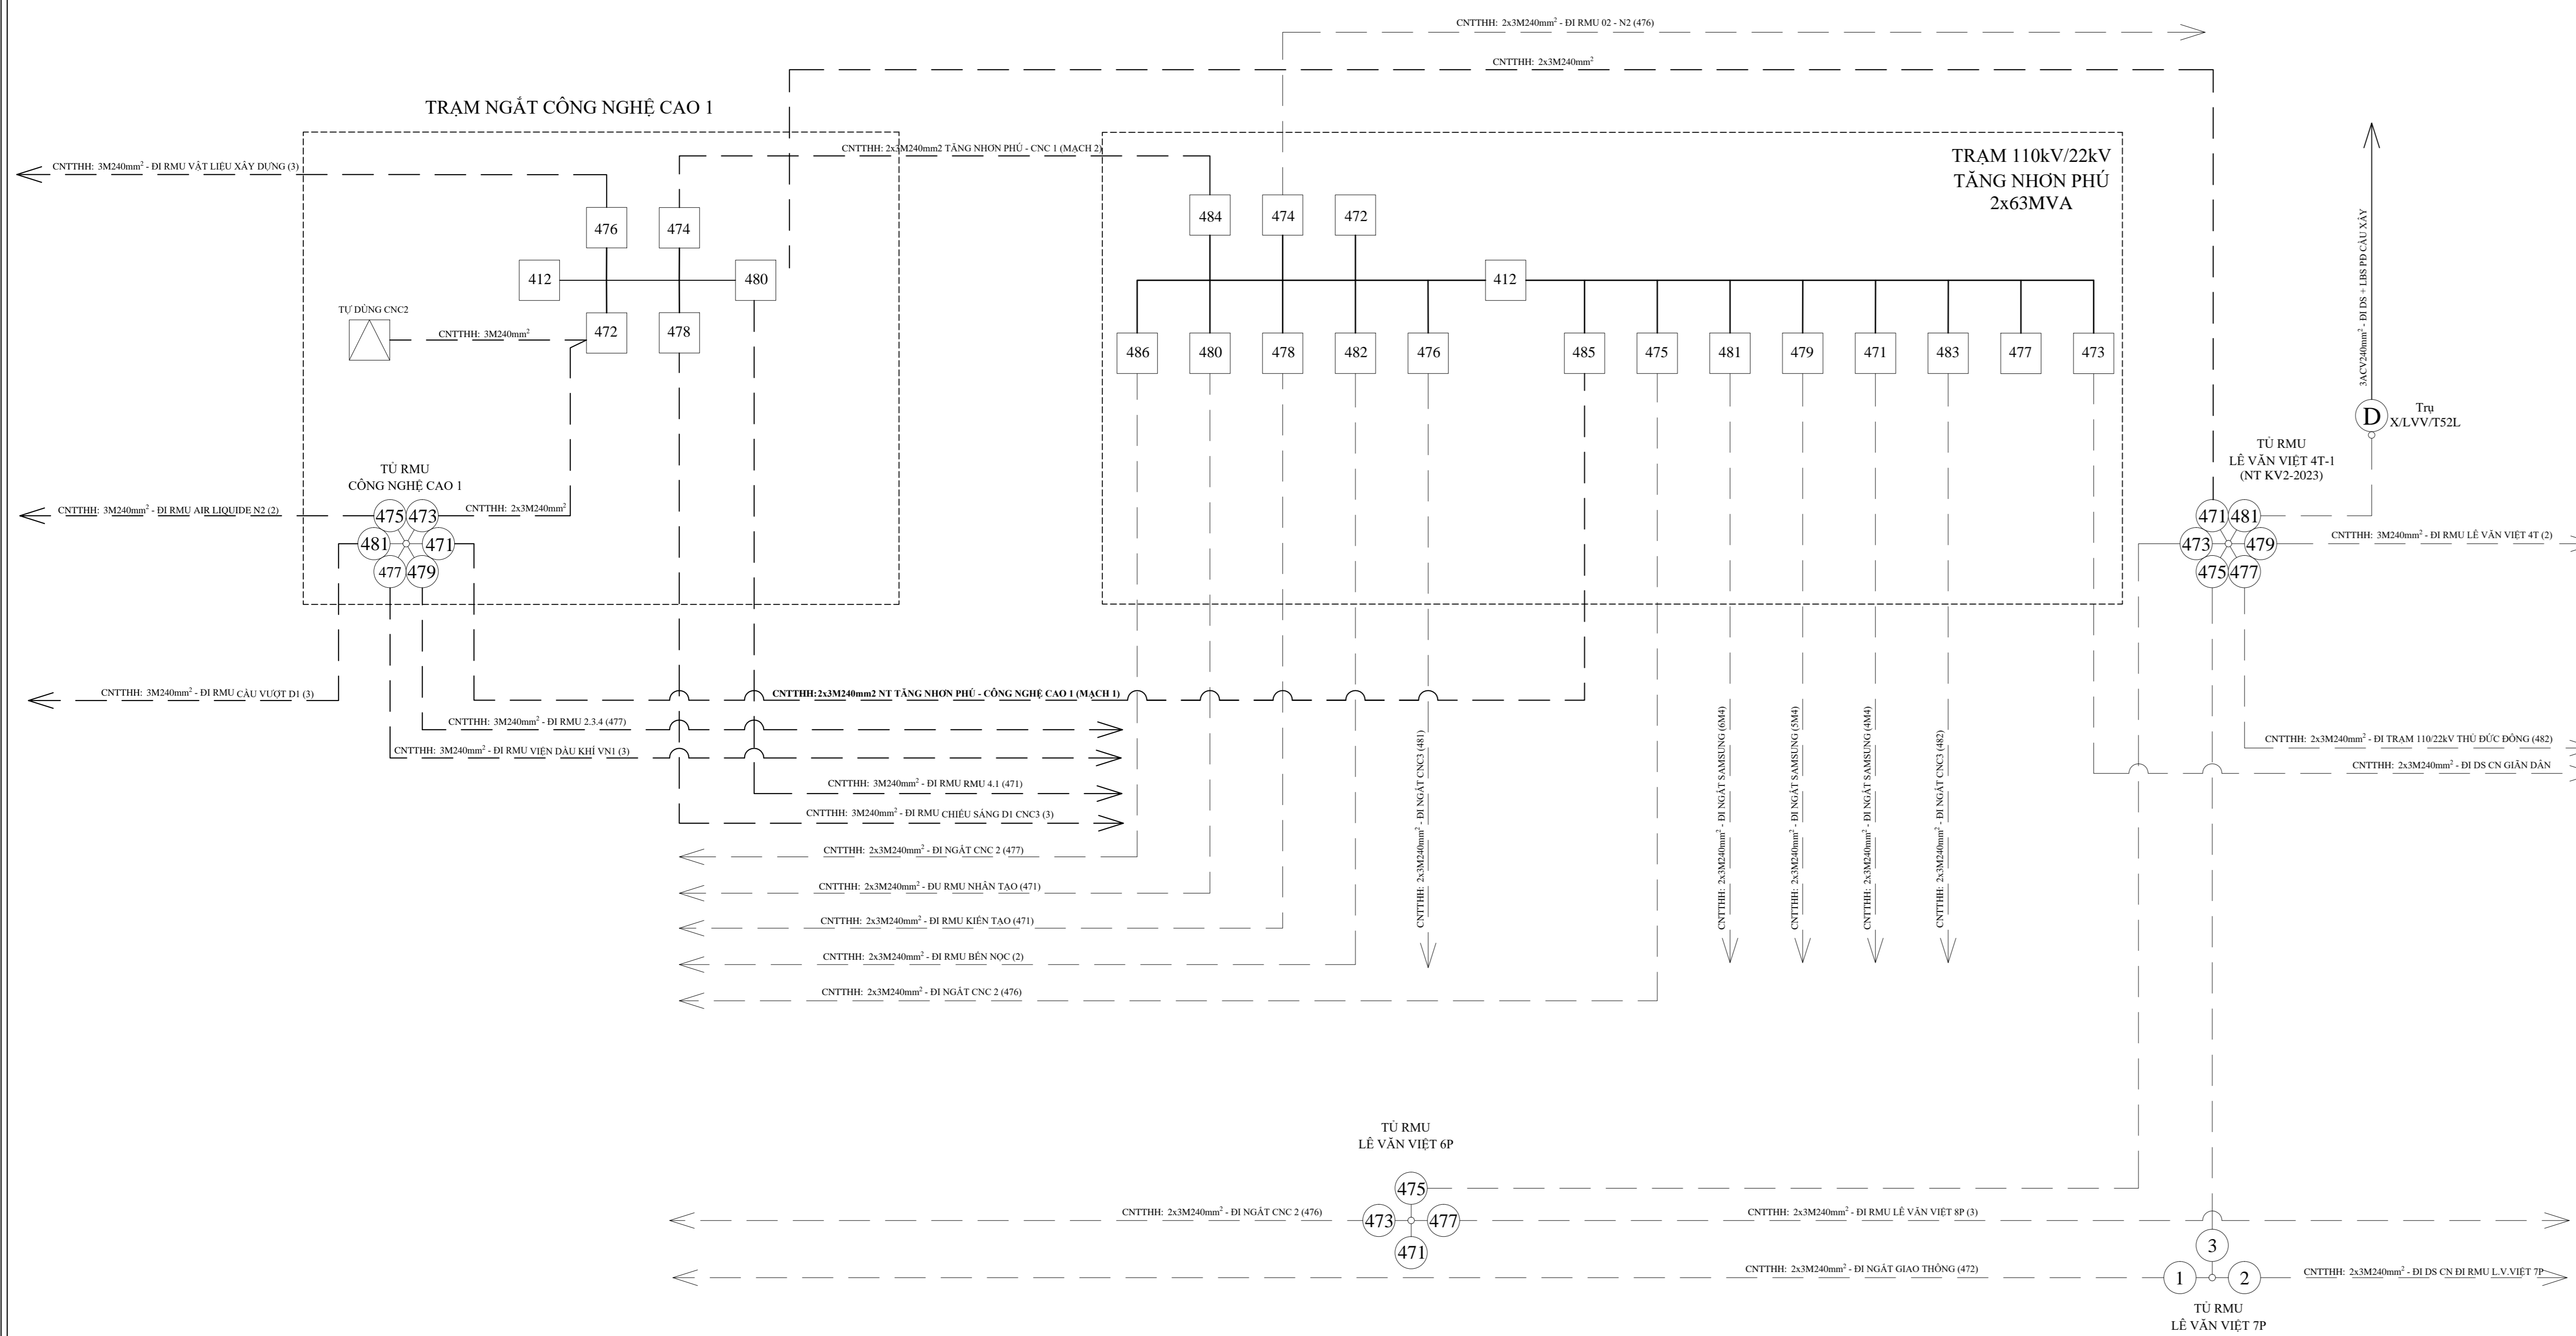 CNTTHH: 2x3M240mm² - ĐI RMU 02 - N2 (476)
CNTTHH: 2x3M240mm²
TRẠM NGẮT CÔNG NGHỆ CAO 1
CNTTHH: 3M240mm² - ĐI RMU VẬT LIỆU XÂY DỰNG (3)
CNTTHH: 2x3M240mm2 TĂNG NHƠN PHÚ - CNC 1 (MẠCH 2)
TRẠM 110kV/22kV
TĂNG NHƠN PHÚ
2x63MVA
476
474
412
480
472
478
TỰ DÙNG CNC2
CNTTHH: 3M240mm²
484
474
472
412
486
480
478
482
476
485
475
481
479
471
483
477
473
3ACV240mm² - ĐI DS + LBS PĐ CẦU XÂY
D
Trụ
X/LVV/T52L
TỦ RMU
CÔNG NGHỆ CAO 1
CNTTHH: 3M240mm² - ĐI RMU AIR LIQUIDE N2 (2)
475
473
CNTTHH: 2x3M240mm²
481
471
477
479
TỦ RMU
LÊ VĂN VIỆT 4T-1
(NT KV2-2023)
471
481
473
479
475
477
CNTTHH: 3M240mm² - ĐI RMU LÊ VĂN VIỆT 4T (2)
CNTTHH: 3M240mm² - ĐI RMU CẦU VƯỢT D1 (3)
CNTTHH: 2x3M240mm2 NT TĂNG NHƠN PHÚ - CÔNG NGHỆ CAO 1 (MẠCH 1)
CNTTHH: 3M240mm² - ĐI RMU 2.3.4 (477)
CNTTHH: 3M240mm² - ĐI RMU VIỆN DẦU KHÍ VN1 (3)
CNTTHH: 3M240mm² - ĐI RMU RMU 4.1 (471)
CNTTHH: 3M240mm² - ĐI RMU CHIẾU SÁNG D1 CNC3 (3)
CNTTHH: 2x3M240mm² - ĐI NGẮT CNC 2 (477)
CNTTHH: 2x3M240mm² - ĐU RMU NHÂN TẠO (471)
CNTTHH: 2x3M240mm² - ĐI RMU KIẾN TẠO (471)
CNTTHH: 2x3M240mm² - ĐI RMU BẾN NỌC (2)
CNTTHH: 2x3M240mm² - ĐI NGẮT CNC 2 (476)
CNTTHH: 2x3M240mm² - ĐI NGẮT CNC3 (481)
CNTTHH: 2x3M240mm² - ĐI NGẮT SAMSUNG (6M4)
CNTTHH: 2x3M240mm² - ĐI NGẮT SAMSUNG (5M4)
CNTTHH: 2x3M240mm² - ĐI NGẮT SAMSUNG (4M4)
CNTTHH: 2x3M240mm² - ĐI NGẮT CNC3 (482)
CNTTHH: 2x3M240mm² - ĐI TRẠM 110/22kV THỦ ĐỨC ĐÔNG (482)
CNTTHH: 2x3M240mm² - ĐI DS CN GIÃN DÂN
TỦ RMU
LÊ VĂN VIỆT 6P
475
CNTTHH: 2x3M240mm² - ĐI NGẮT CNC 2 (476)
473
477
CNTTHH: 2x3M240mm² - ĐI RMU LÊ VĂN VIỆT 8P (3)
471
3
CNTTHH: 2x3M240mm² - ĐI NGẮT GIAO THÔNG (472)
1
2
CNTTHH: 2x3M240mm² - ĐI DS CN ĐI RMU L.V.VIỆT 7P
TỦ RMU
LÊ VĂN VIỆT 7P